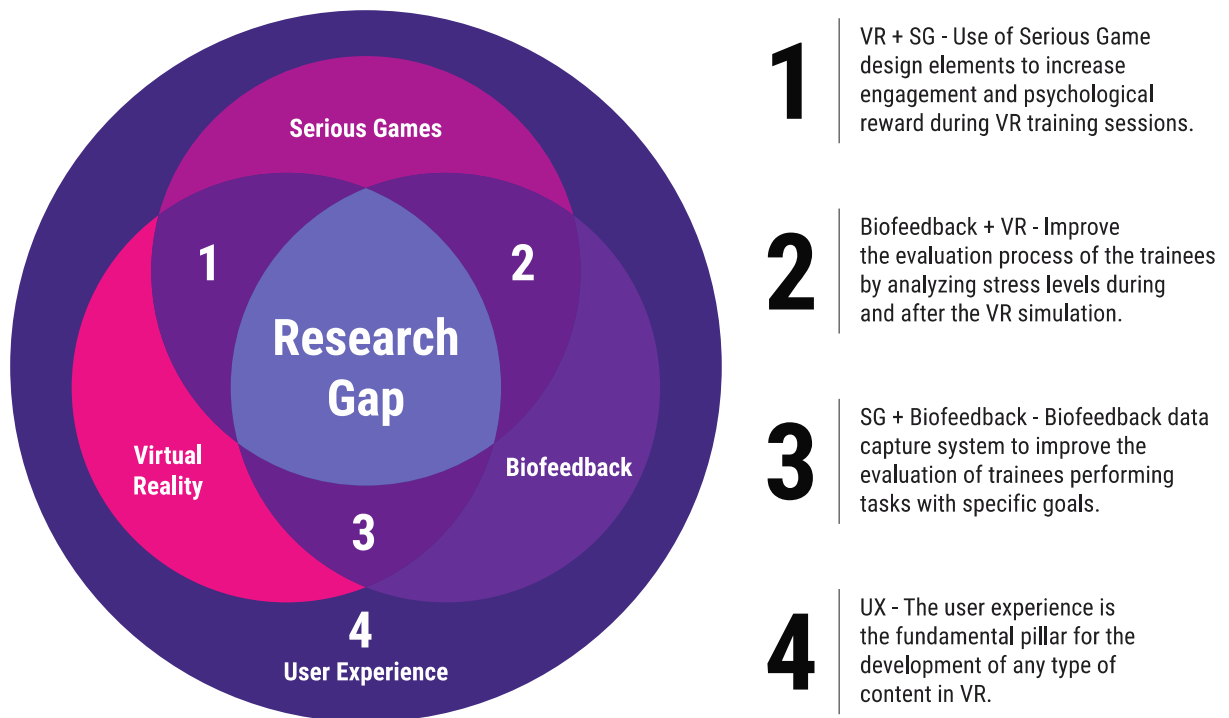 Serious Games
1
2
Research
Gap
Virtual
Reality
Biofeedback
3
4
User Experience
1
VR + SG - Use of Serious Game
design elements to increase
engagement and psychological
reward during VR training sessions.
2
Biofeedback + VR - Improve
the evaluation process of the trainees
by analyzing stress levels during
and after the VR simulation.
3
SG + Biofeedback - Biofeedback data
capture system to improve the
evaluation of trainees performing
tasks with specific goals.
4
UX - The user experience is
the fundamental pillar for the
development of any type of
content in VR.